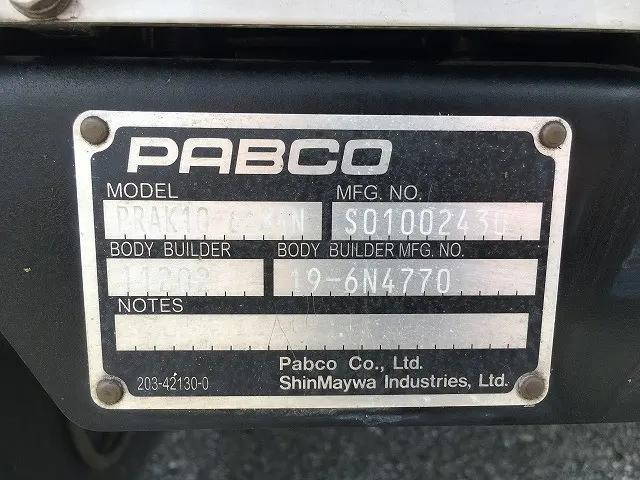 PABCO
MODEL MFG. NO.
S0100243
BODY BUILDER BODY BUILDER MFG. NO.
19-6N4770
NOTES
Pabco Co., Ltd.
203-42130-0 ShinMaywa Industries, Ltd.